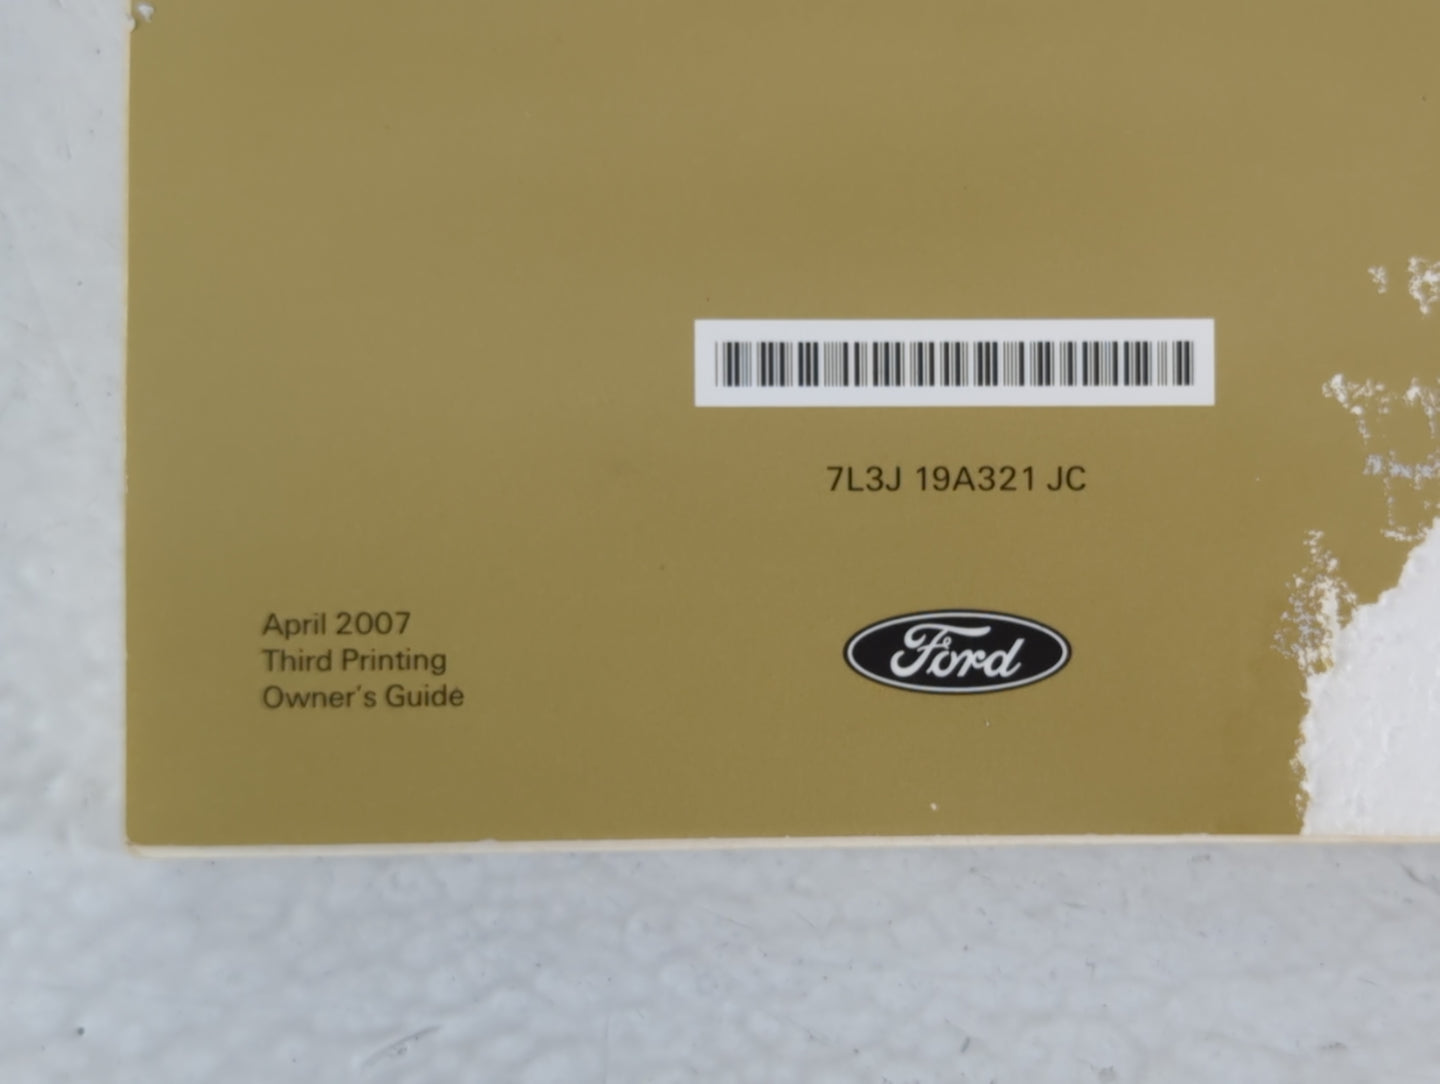 7L3J 19A321 JC
April 2007
Third Printing
Owner's Guide
Ford